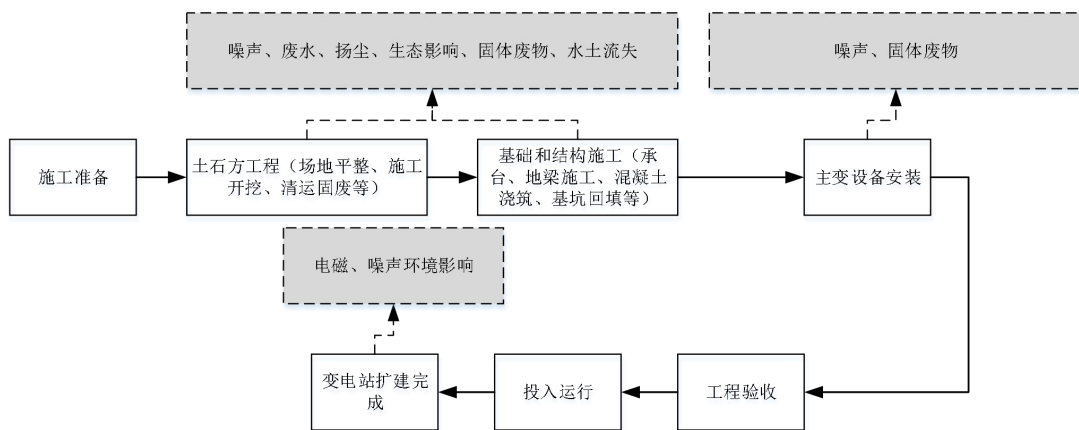 噪声、废水、扬尘、生态影响、固体废物、水土流失
噪声、固体废物
施工准备
土石方工程（场地平整、施工
开挖、清运固废等）
基础和结构施工（承
台、地梁施工、混凝土
浇筑、基坑回填等）
主变设备安装
电磁、噪声环境影响
变电站扩建完
成
投入运行
工程验收